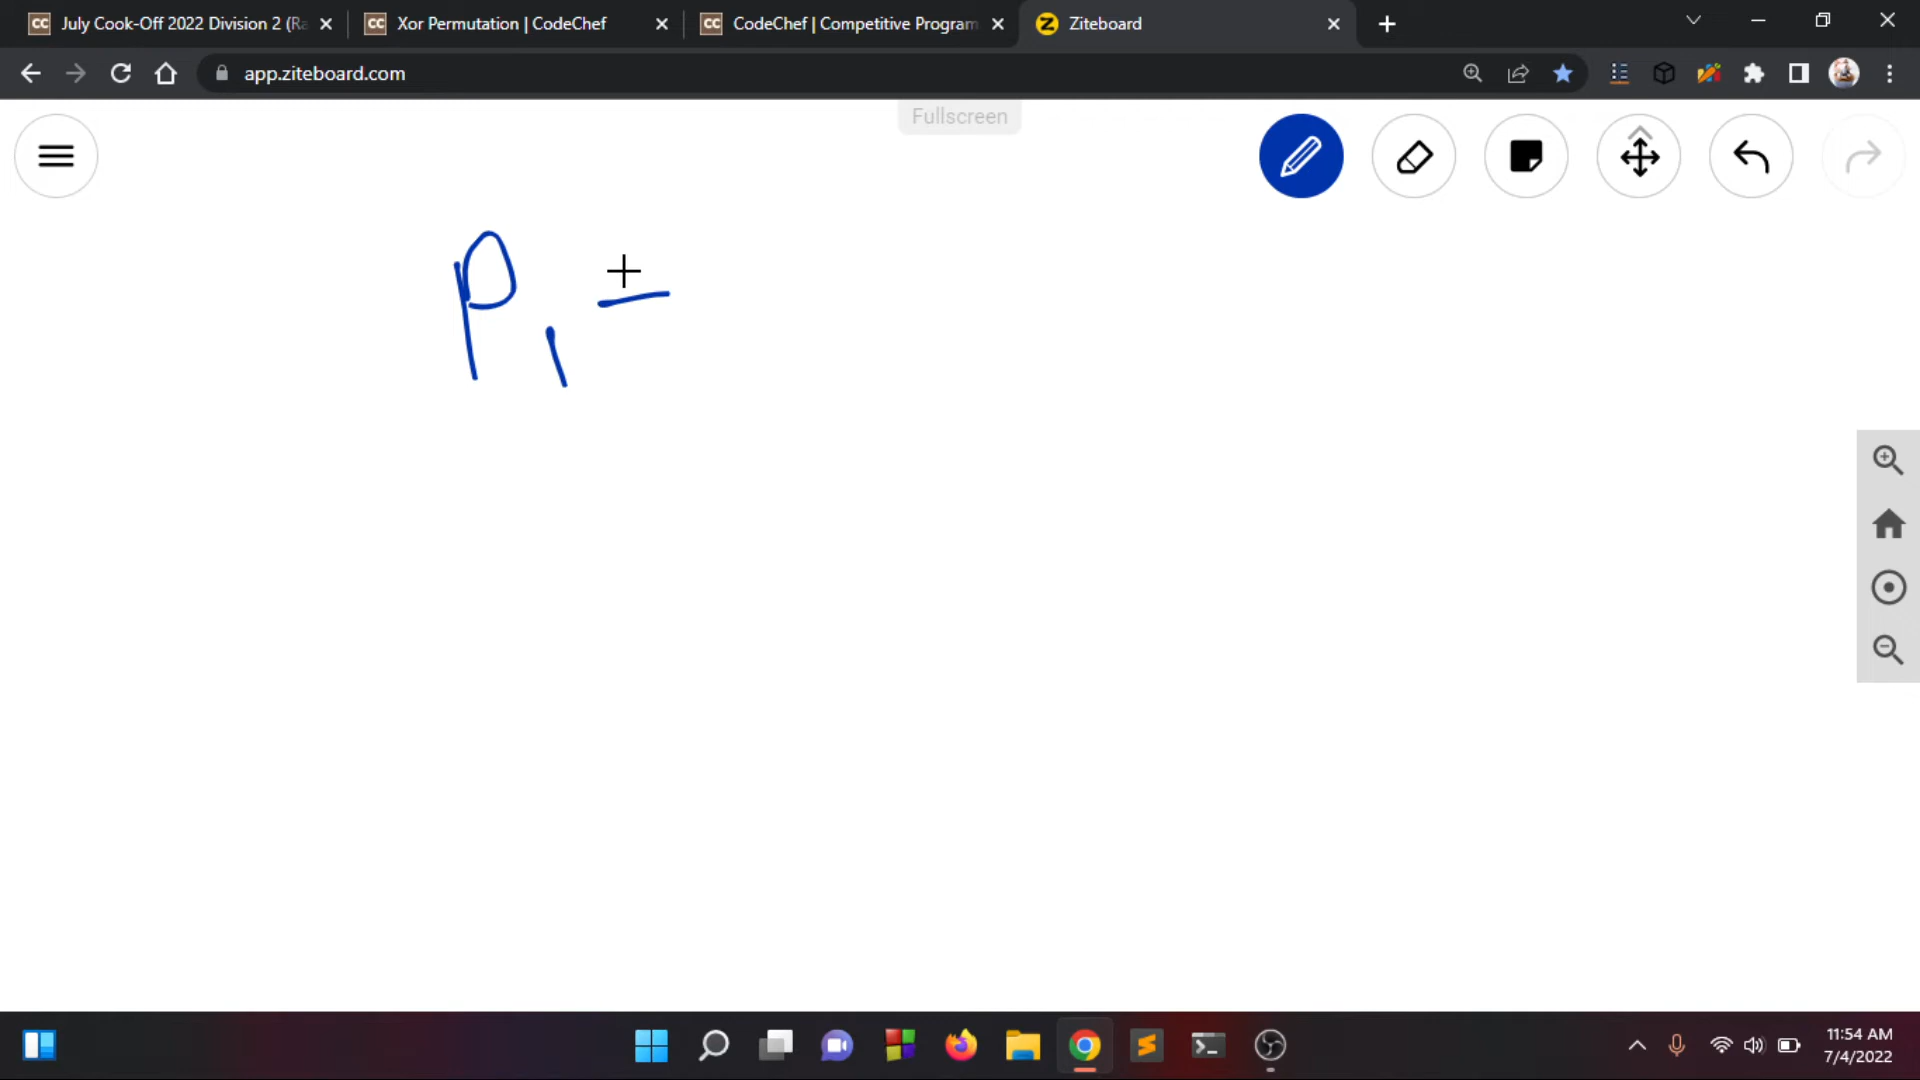 July Cook-Off 2022 Division 2 (Ra
Xor Permutation | CodeChef
CodeChef | Competitive Program
Ziteboard
app.ziteboard.com
Fullscreen
P₁ -
11:54 AM
7/4/2022